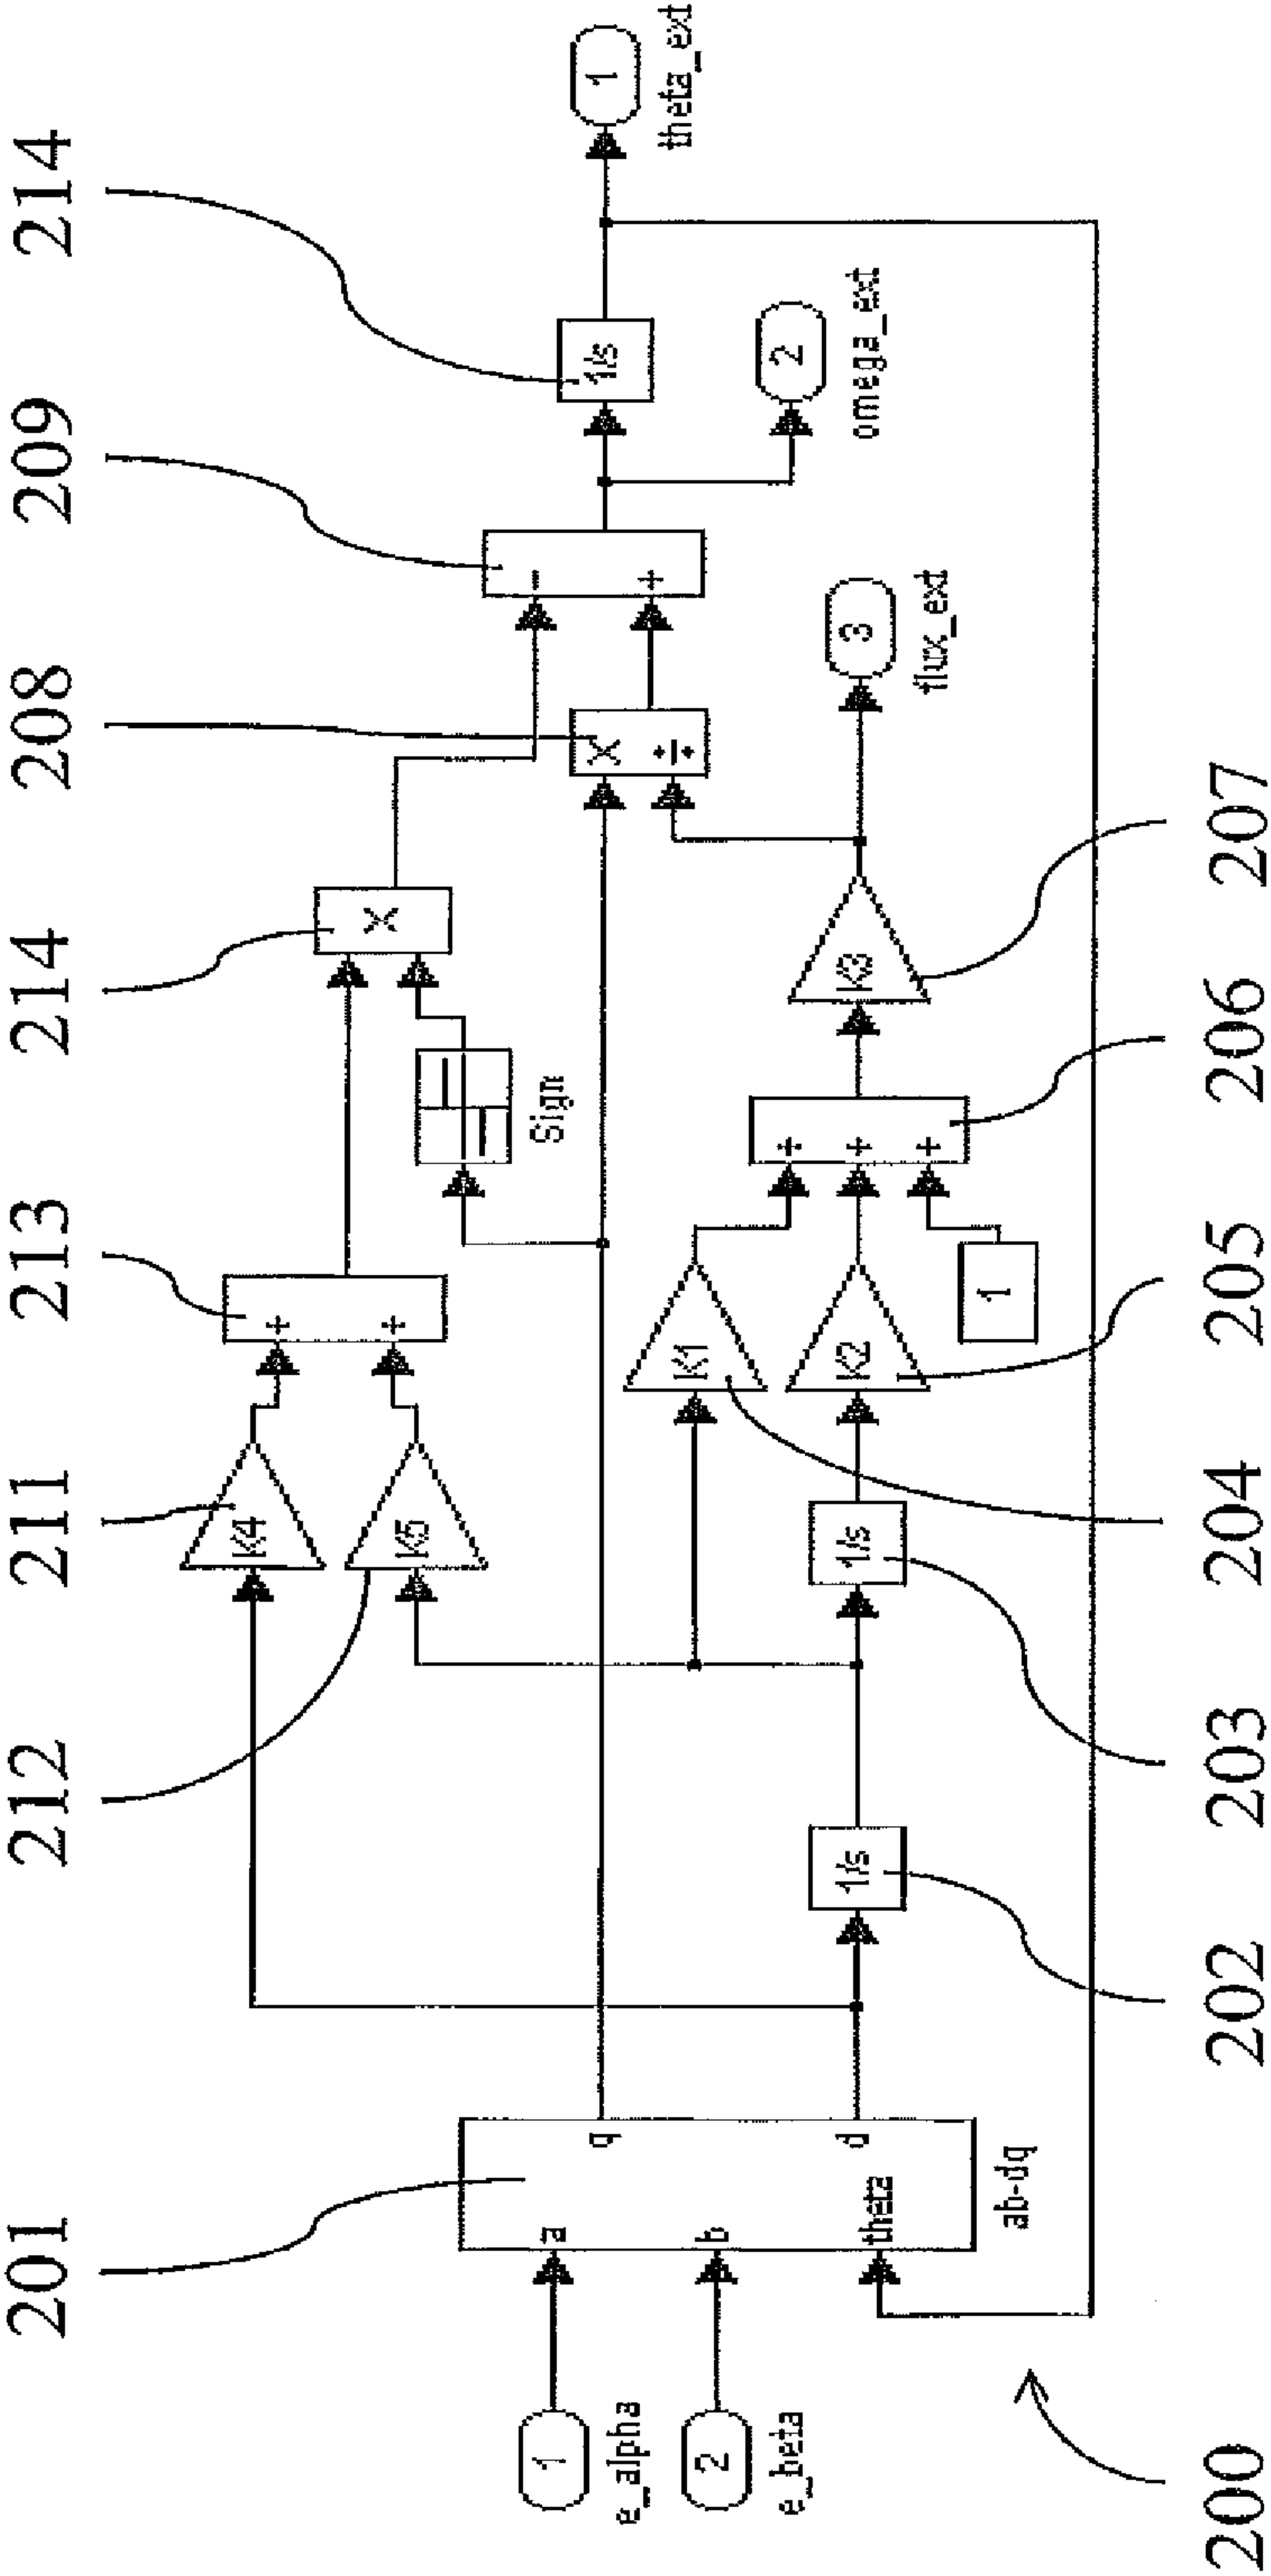 201
212
211
213
214
208
209
214
K4
K5
+
+
X
Sign
1
e_alpha
2
e_beta
a
b
theta
q
d
ab-dq
1/s
1/s
K1
K2
1
+
+
+
K3
X
÷
-
+
1/s
1
theta_ext
2
omega_ext
3
flux_ext
200
202
203
204
205
206
207